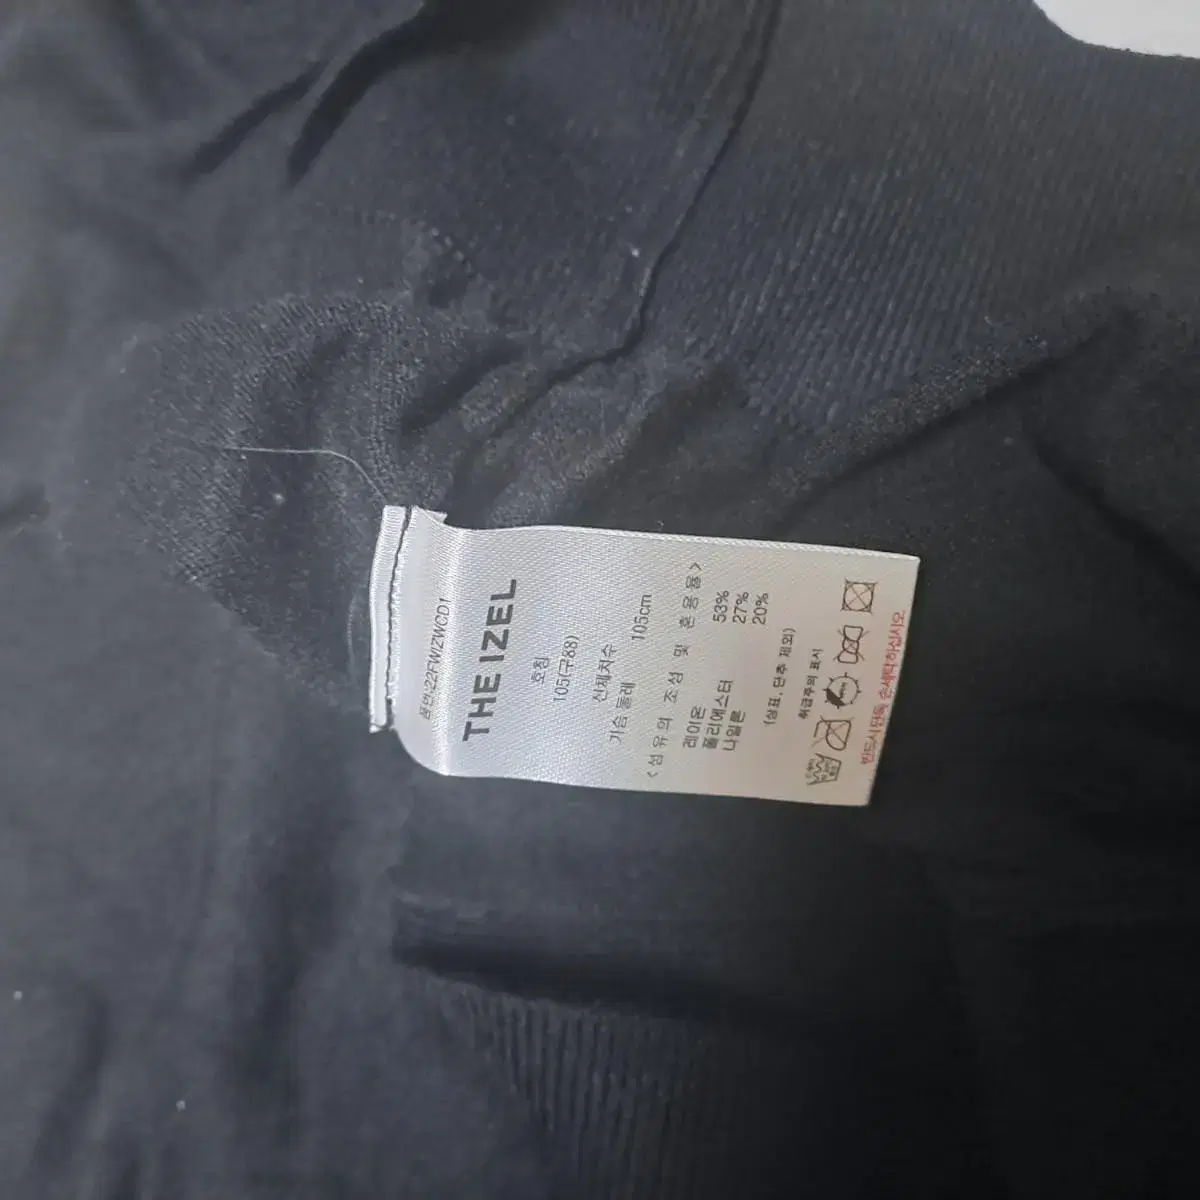 품번:22FWIZWCD1
THE IZEL
호칭
105(구88)
신체치수
가슴 둘레 105cm
<섬유의 조성 및 혼용율>
레이온 53%
폴리에스터 27%
나일론 20%
(상표, 단추 제외)
취급주의 표시
반드시 단독 손세탁하십시오